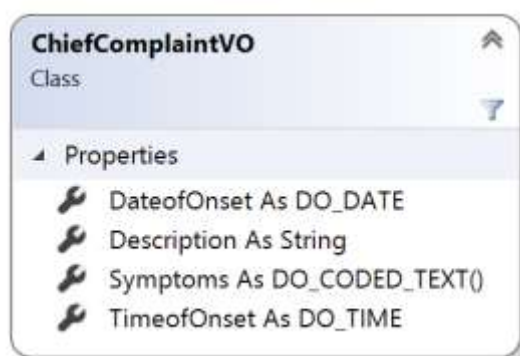 ChiefComplaintVO
Class
Properties
DateofOnset As DO_DATE
Description As String
Symptoms As DO_CODED_TEXT()
TimeofOnset As DO_TIME